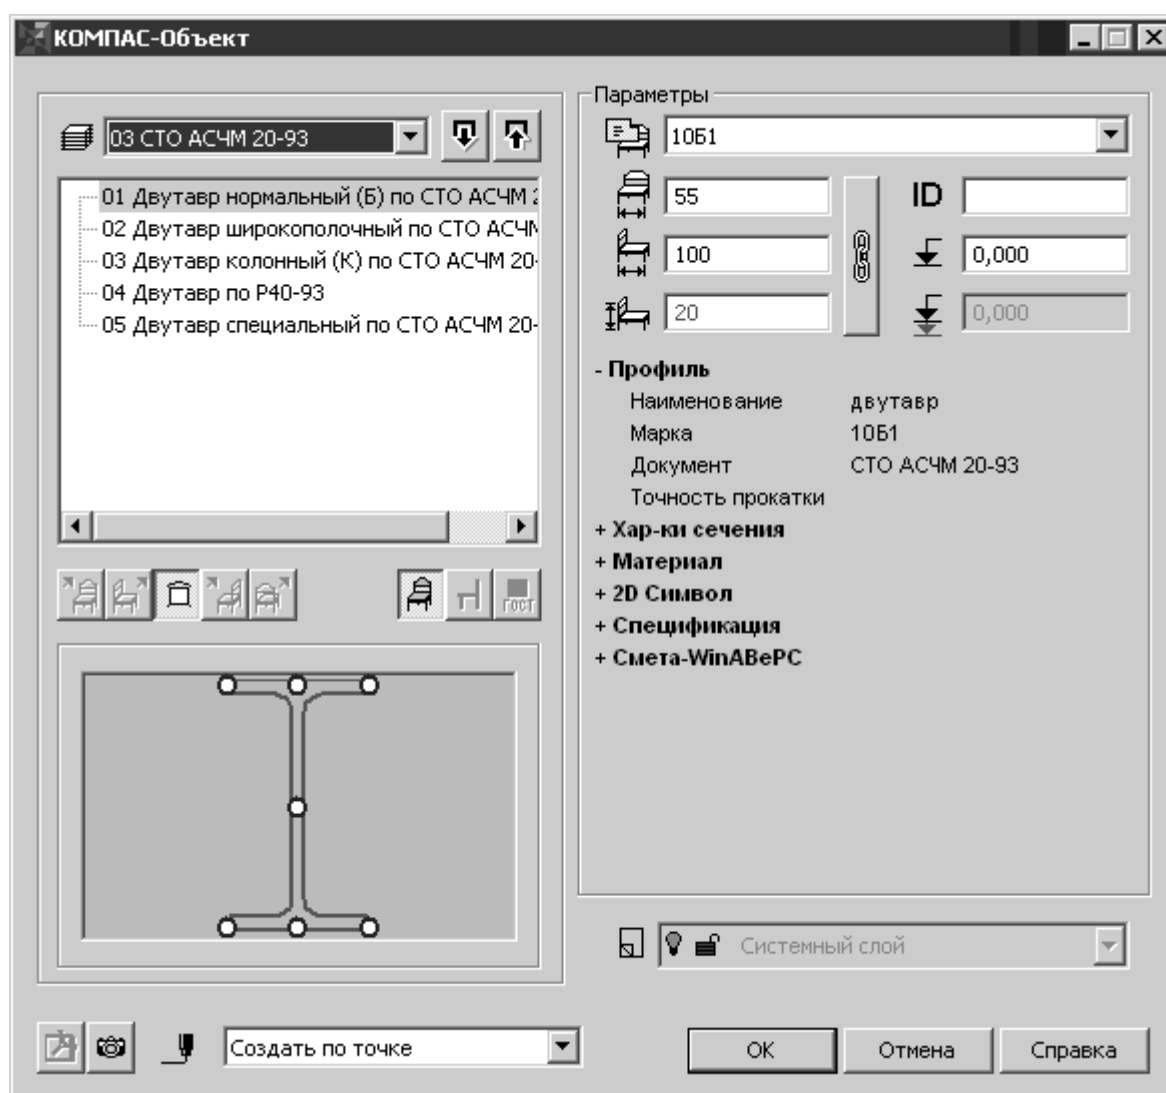 КОМПАС-Объект
03 СТО АСЧМ 20-93
01 Двутавр нормальный (Б) по СТО АСЧМ
02 Двутавр широкополочный по СТО АСЧМ
03 Двутавр колонный (К) по СТО АСЧМ 20-
04 Двутавр по Р40-93
05 Двутавр специальный по СТО АСЧМ 20-
ГОСТ
Создать по точке
Параметры
10Б1
55
ID
100
0,000
20
0,000
- Профиль
Наименование двутавр
Марка 10Б1
Документ СТО АСЧМ 20-93
Точность прокатки
+ Хар-ки сечения
+ Материал
+ 2D Символ
+ Спецификация
+ Смета-WinАВеРС
Системный слой
ОК
Отмена
Справка